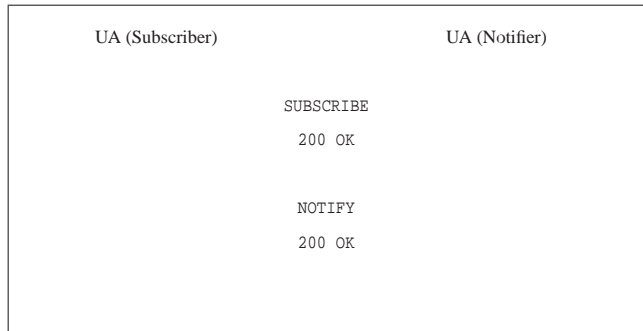 UA (Subscriber) UA (Notifier)
SUBSCRIBE
200 OK
NOTIFY
200 OK